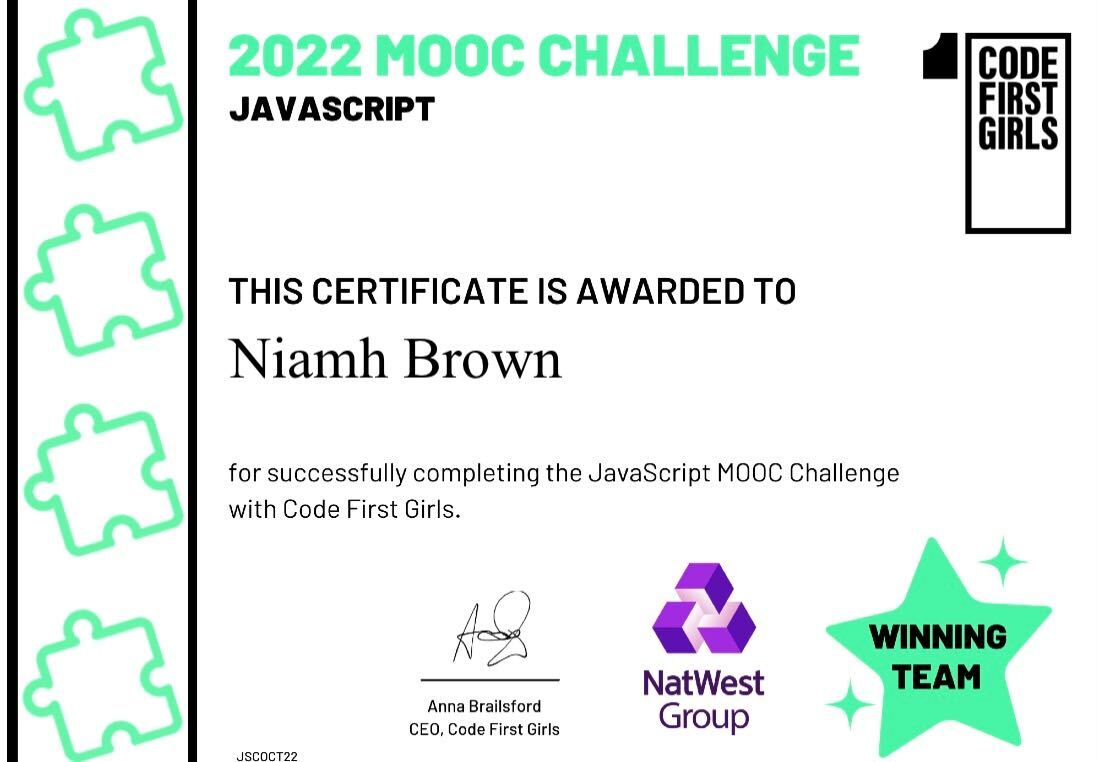 2022 MOOC CHALLENGE
JAVASCRIPT
CODE
FIRST
GIRLS
THIS CERTIFICATE IS AWARDED TO
Niamh Brown
for successfully completing the JavaScript MOOC Challenge
with Code First Girls.
Anna Brailsford
CEO, Code First Girls
NatWest
Group
WINNING
TEAM
JSCOCT22